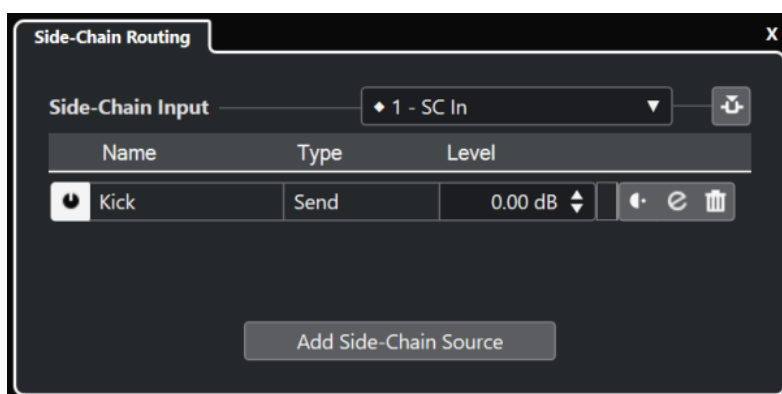 Side-Chain Routing X
Side-Chain Input 1 - SC In
Name Type Level
Kick Send 0.00 dB
Add Side-Chain Source